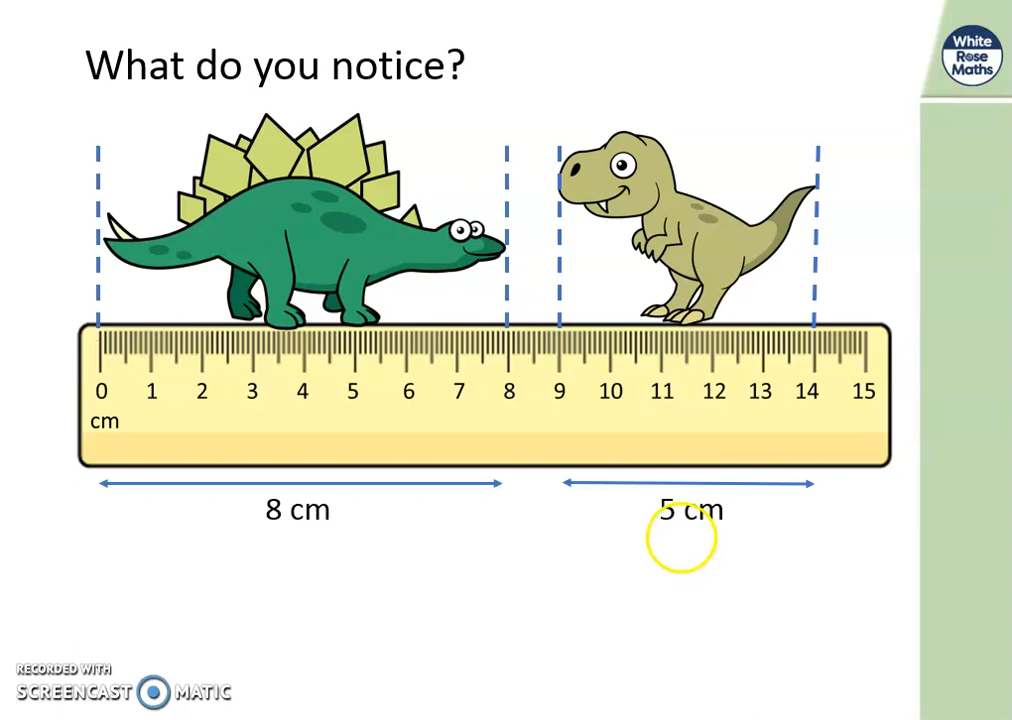 What do you notice?
White
Rose
Maths
0 1 2 3 4 5 6 7 8 9 10 11 12 13 14 15
cm
8 cm
5 cm
RECORDED WITH
SCREENCAST MATIC